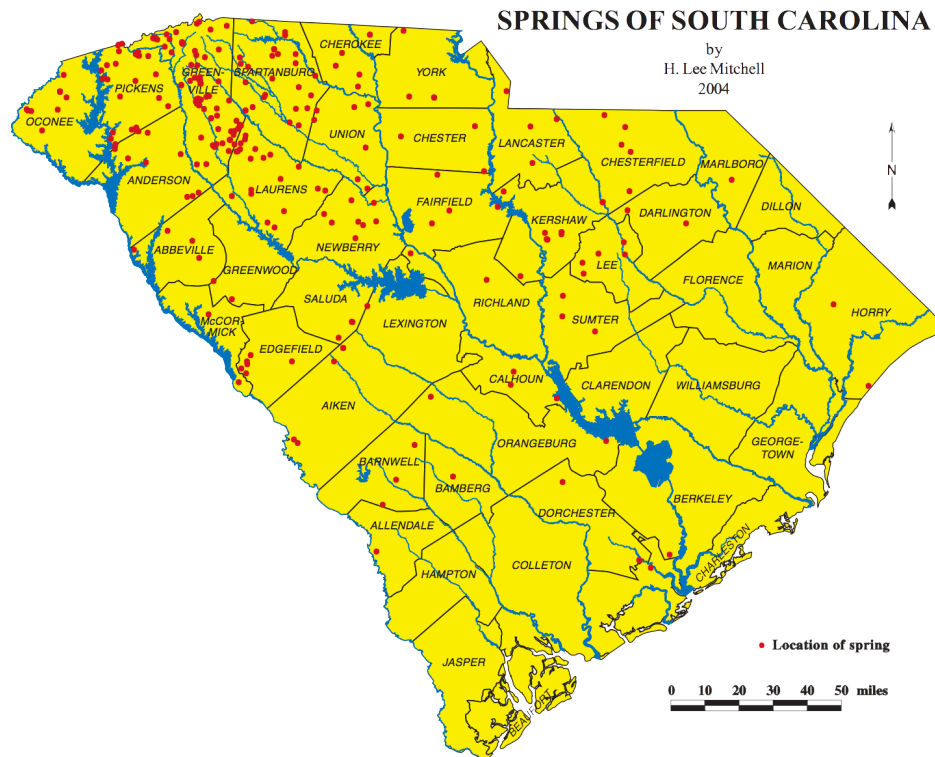 SPRINGS OF SOUTH CAROLINA
by
H. Lee Mitchell
2004
CHEROKEE
YORK
GREEN-
VILLE
SPARTANBURG
PICKENS
OCONEE
UNION
CHESTER
LANCASTER
CHESTERFIELD
MARLBORO
N
ANDERSON
LAURENS
FAIRFIELD
KERSHAW
DARLINGTON
DILLON
ABBEVILLE
GREENWOOD
NEWBERRY
LEE
FLORENCE
MARION
SALUDA
RICHLAND
HORRY
McCOR-
MICK
LEXINGTON
SUMTER
EDGEFIELD
CALHOUN
CLARENDON
WILLIAMSBURG
AIKEN
ORANGEBURG
GEORGE-
TOWN
BARNWELL
BAMBERG
BERKELEY
DORCHESTER
ALLENDALE
CHARLESTON
COLLETON
HAMPTON
JASPER
BEAUFORT
Location of spring
0 10 20 30 40 50 miles